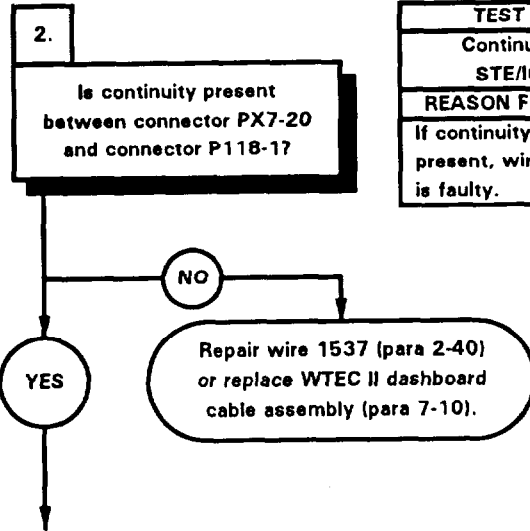 2.
Is continuity present
between connector PX7-20
and connector P118-1?
TEST
Continu
STE/I
REASON F
If continuity
present, wir
is faulty.
NO
YES
Repair wire 1537 (para 2-40)
or replace WTEC II dashboard
cable assembly (para 7-10).